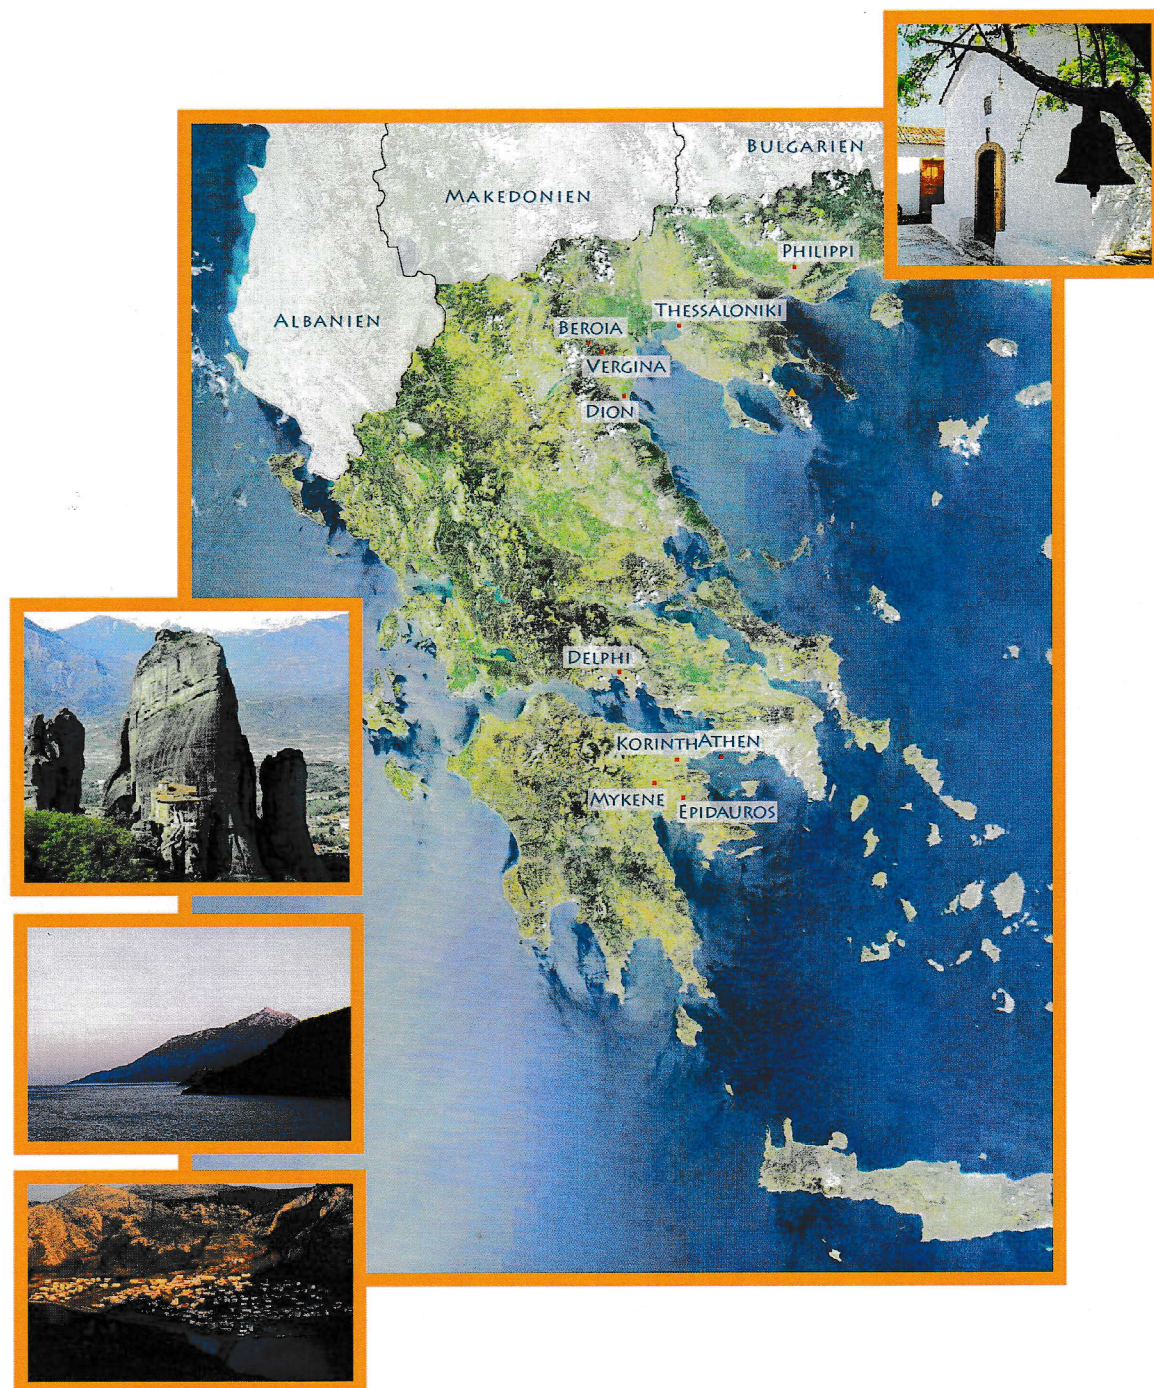 BULGARIEN
MAKEDONIEN
PHILIPPI
THESSALONIKI
ALBANIEN
BEROIA
VERGINA
DION
DELPHI
KORINTH ATHEN
MYKENE
EPIDAUROS